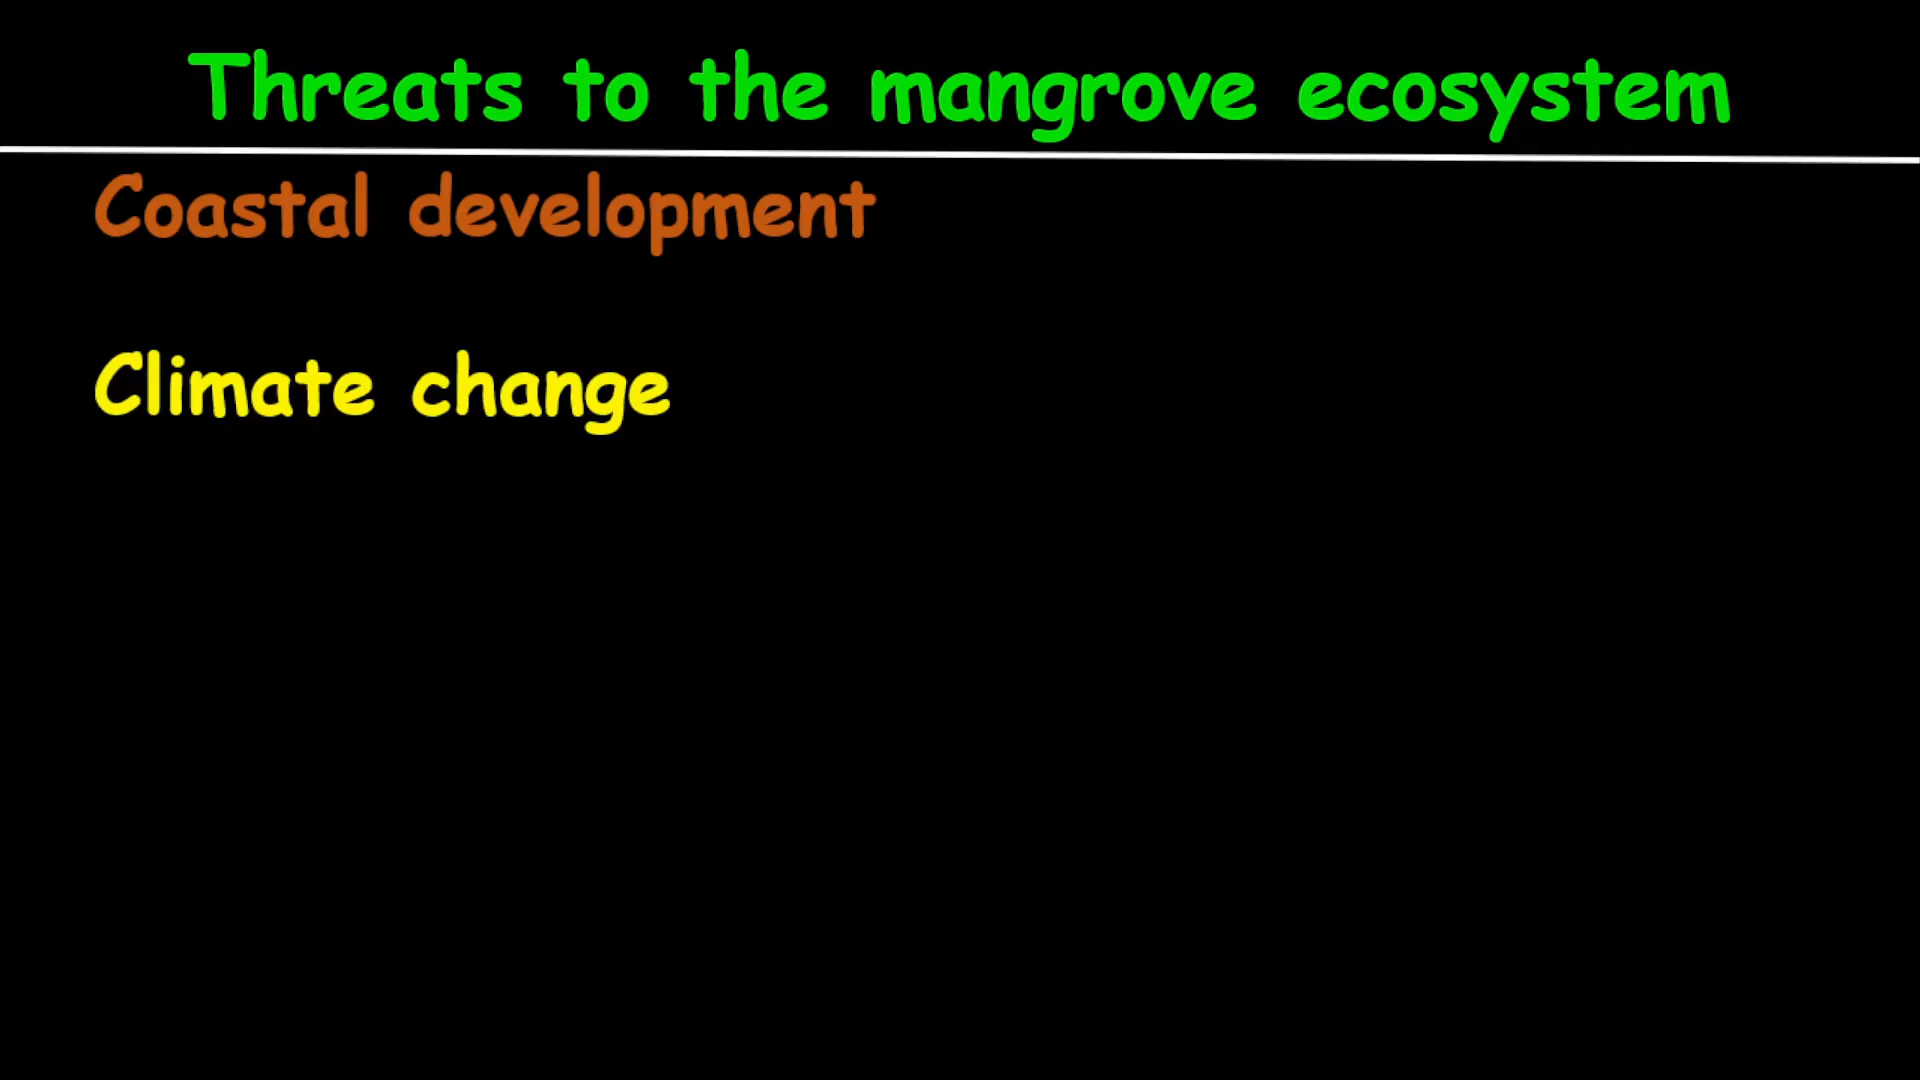 Threats to the mangrove ecosystem
Coastal development
Climate change